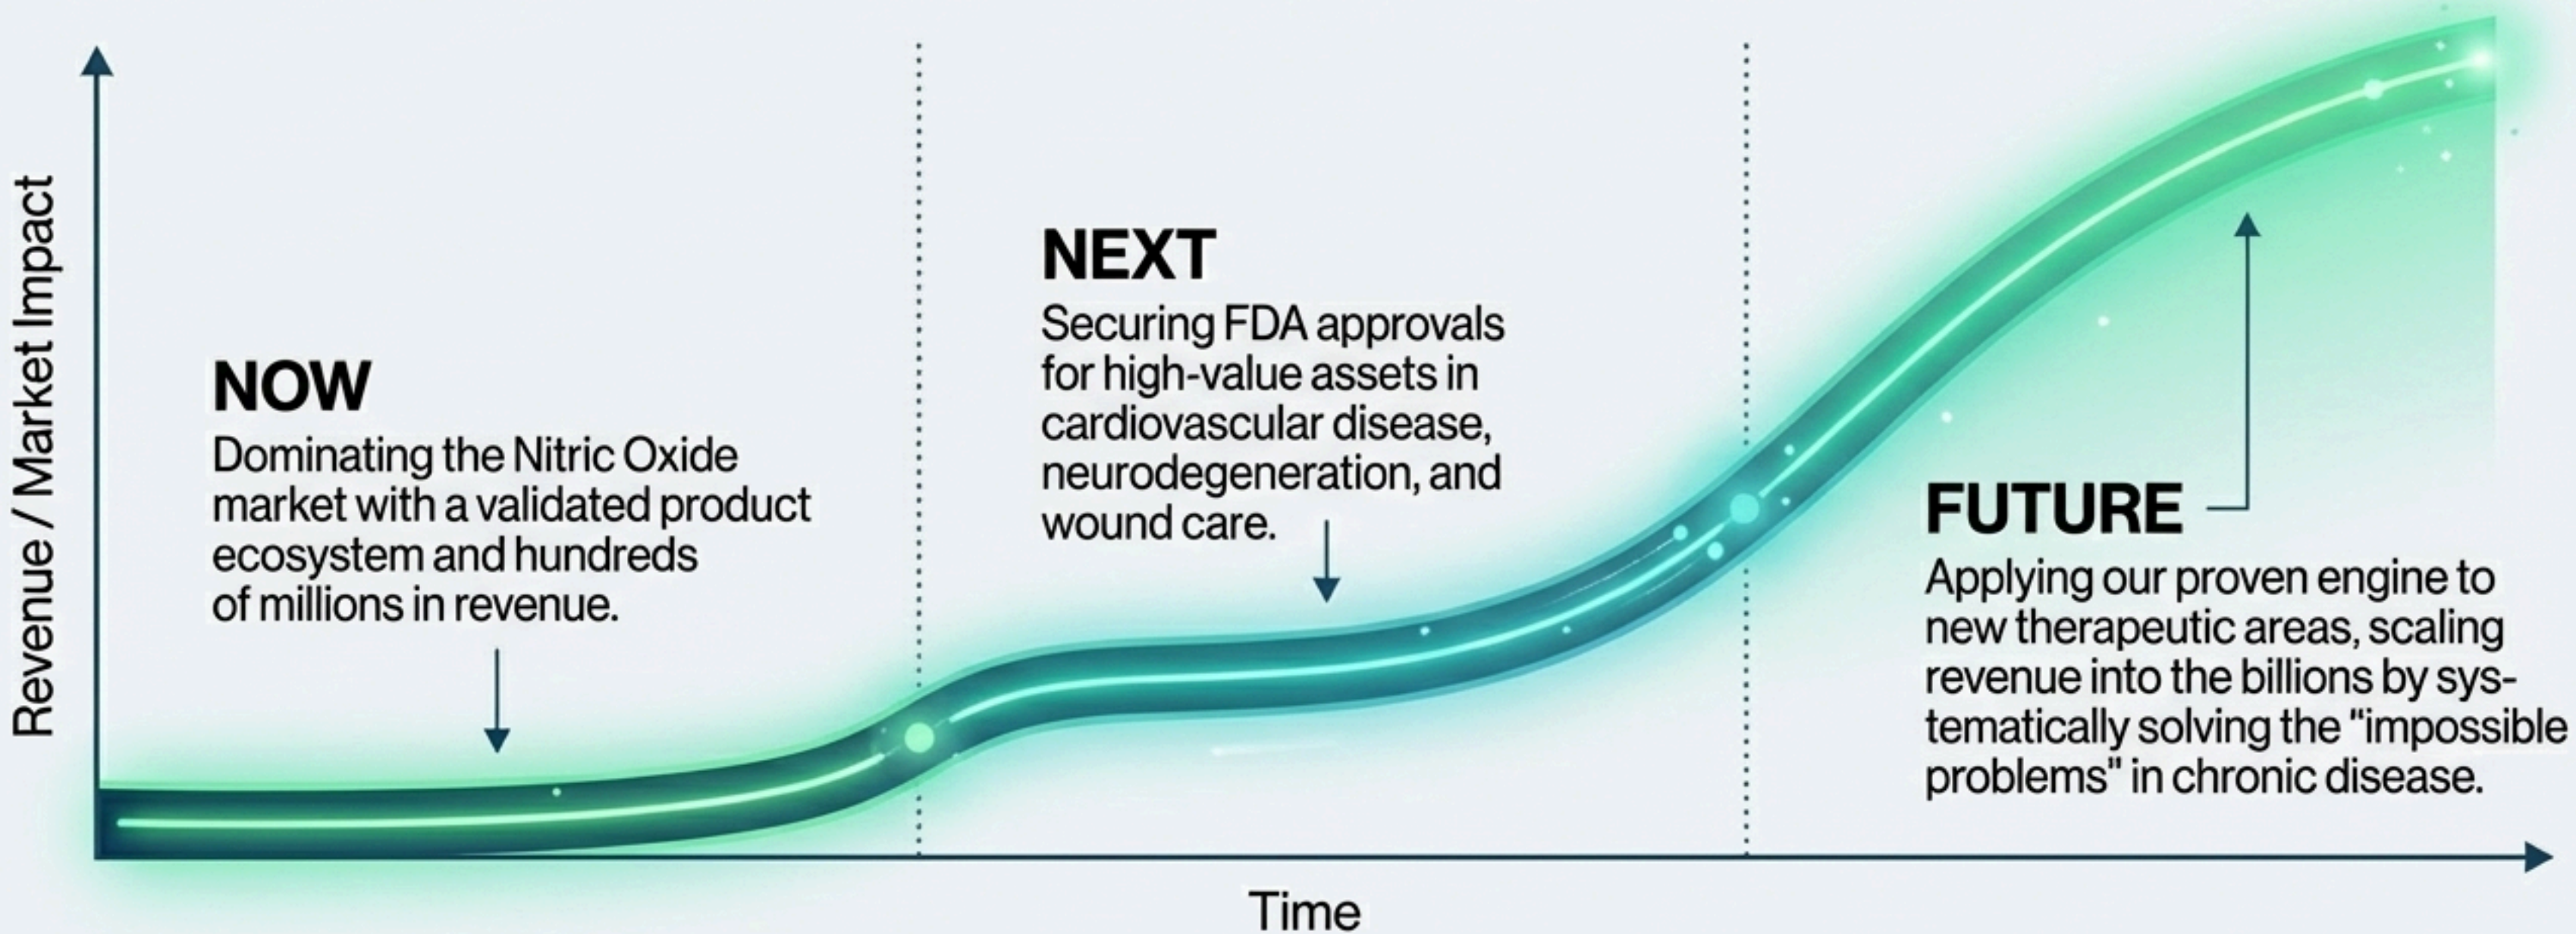 Revenue / Market Impact
NOW
Dominating the Nitric Oxide
market with a validated product
ecosystem and hundreds
of millions in revenue.
NEXT
Securing FDA approvals
for high-value assets in
cardiovascular disease,
neurodegeneration, and
wound care.
FUTURE
Applying our proven engine to
new therapeutic areas, scaling
revenue into the billions by sys-
tematically solving the "impossible
problems" in chronic disease.
Time